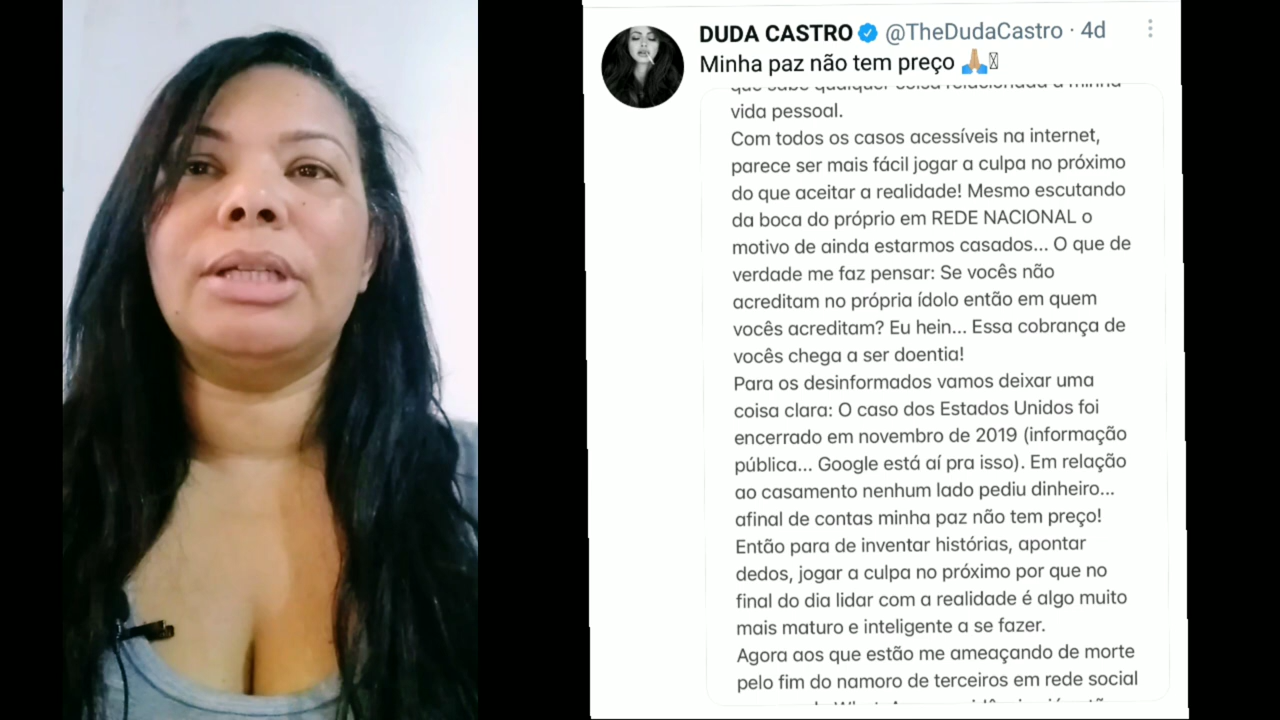 DUDA CASTRO @TheDudaCastro · 4d
Minha paz não tem preço 🙏🏽
que sabe qualquer coisa relacionada a minha
vida pessoal.
Com todos os casos acessíveis na internet,
parece ser mais fácil jogar a culpa no próximo
do que aceitar a realidade! Mesmo escutando
da boca do próprio em REDE NACIONAL o
motivo de ainda estarmos casados... O que de
verdade me faz pensar: Se vocês não
acreditam no própria ídolo então em quem
vocês acreditam? Eu hein... Essa cobrança de
vocês chega a ser doentia!
Para os desinformados vamos deixar uma
coisa clara: O caso dos Estados Unidos foi
encerrado em novembro de 2019 (informação
pública... Google está aí pra isso). Em relação
ao casamento nenhum lado pediu dinheiro...
afinal de contas minha paz não tem preço!
Então para de inventar histórias, apontar
dedos, jogar a culpa no próximo por que no
final do dia lidar com a realidade é algo muito
mais maturo e inteligente a se fazer.
Agora aos que estão me ameaçando de morte
pelo fim do namoro de terceiros em rede social